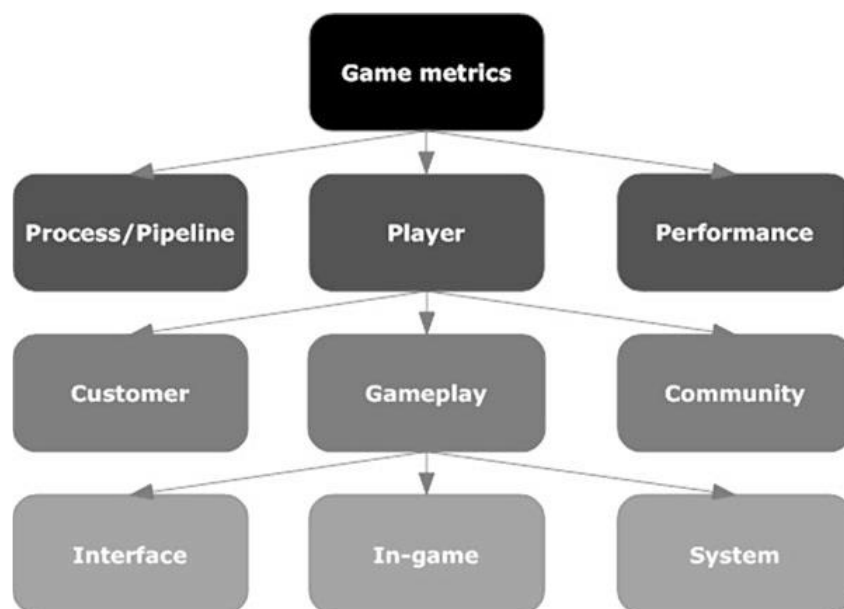 Game metrics
Process/Pipeline
Player
Performance
Customer
Gameplay
Community
Interface
In-game
System